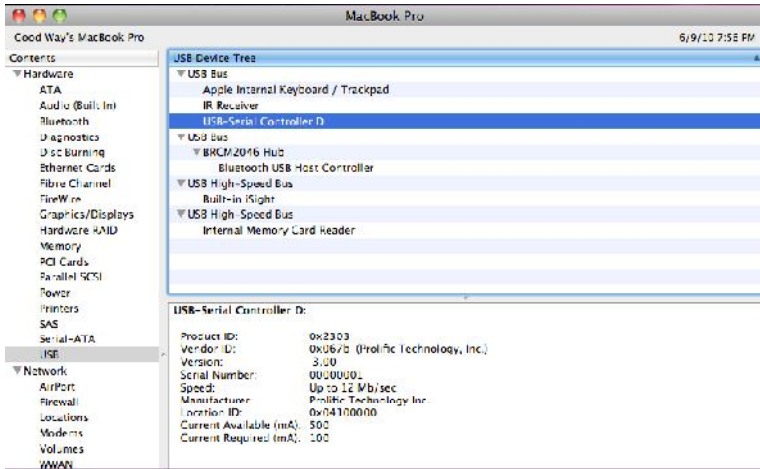 MacBook Pro
Good Way's MacBook Pro
6/9/10 7:58 PM
Contents
Hardware
ATA
Audio (Built In)
Bluetooth
Diagnostics
Disc Burning
Ethernet Cards
Fibre Channel
FireWire
Graphics/Displays
Hardware RAID
Memory
PCI Cards
Parallel SCSI
Power
Printers
SAS
Serial-ATA
USB
Network
AirPort
Firewall
Locations
Modems
Volumes
WWAN
USB Device Tree
USB Bus
Apple Internal Keyboard / Trackpad
IR Receiver
USB-Serial Controller D
USB Bus
BRCM2046 Hub
Bluetooth USB Host Controller
USB High-Speed Bus
Built-in iSight
USB High-Speed Bus
Internal Memory Card Reader
USB-Serial Controller D:
Product ID: 0x2303
Vendor ID: 0x067b (Prolific Technology, Inc.)
Version: 3.00
Serial Number: 00000001
Speed: Up to 12 Mb/sec
Manufacturer: Prolific Technology Inc.
Location ID: 0x04100000
Current Available (mA): 500
Current Required (mA): 100